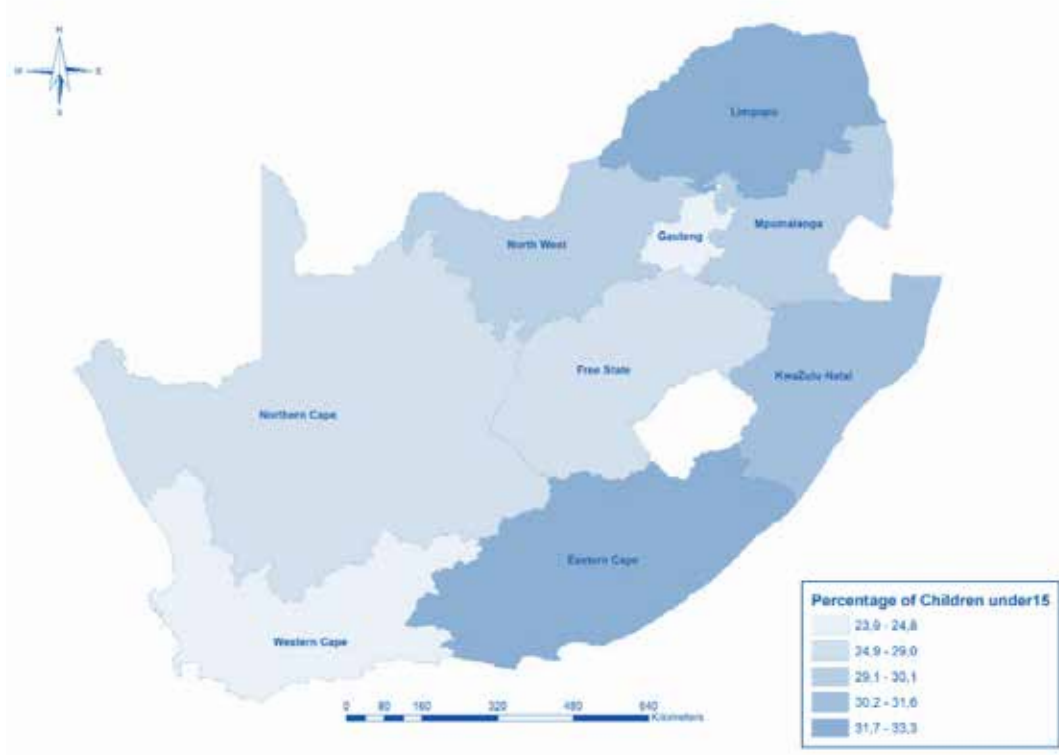 N
W E
S
Limpopo
Mpumalanga
Gauteng
North West
Free State
KwaZulu-Natal
Northern Cape
Eastern Cape
Western Cape
Percentage of Children under15
23,9 - 24,8
24,9 - 29,0
29,1 - 30,1
30,2 - 31,6
31,7 - 33,3
0 80 160 320 480 640
Kilometers